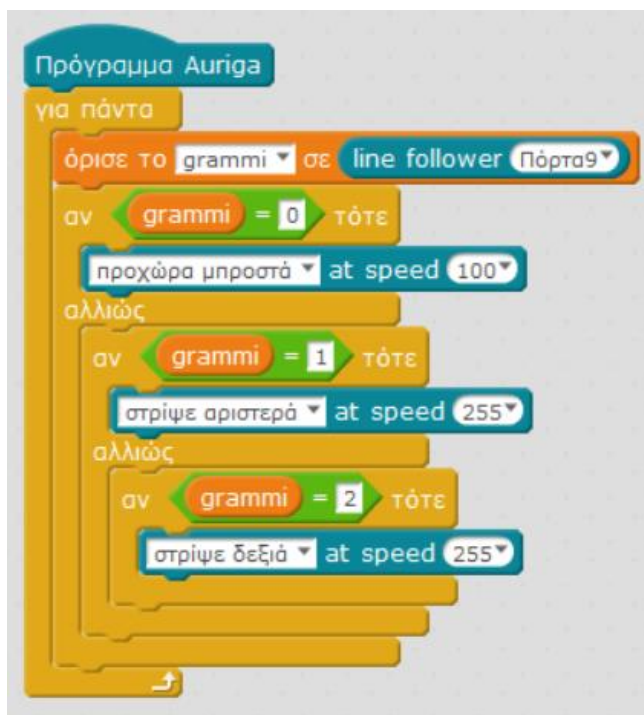 Πρόγραμμα Auriga
για πάντα
όρισε το grammi σε line follower Πόρτα9
αν grammi = 0 τότε
προχώρα μπροστά at speed 100
αλλιώς
αν grammi = 1 τότε
στρίψε αριστερά at speed 255
αλλιώς
αν grammi = 2 τότε
στρίψε δεξιά at speed 255